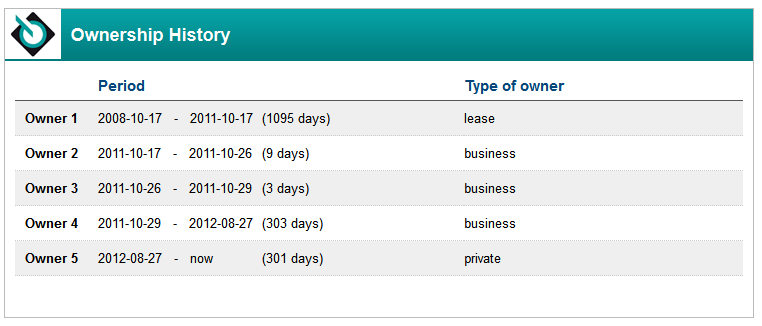 Ownership History
Period Type of owner
Owner 1 2008-10-17 - 2011-10-17 (1095 days) lease
Owner 2 2011-10-17 - 2011-10-26 (9 days) business
Owner 3 2011-10-26 - 2011-10-29 (3 days) business
Owner 4 2011-10-29 - 2012-08-27 (303 days) business
Owner 5 2012-08-27 - now (301 days) private